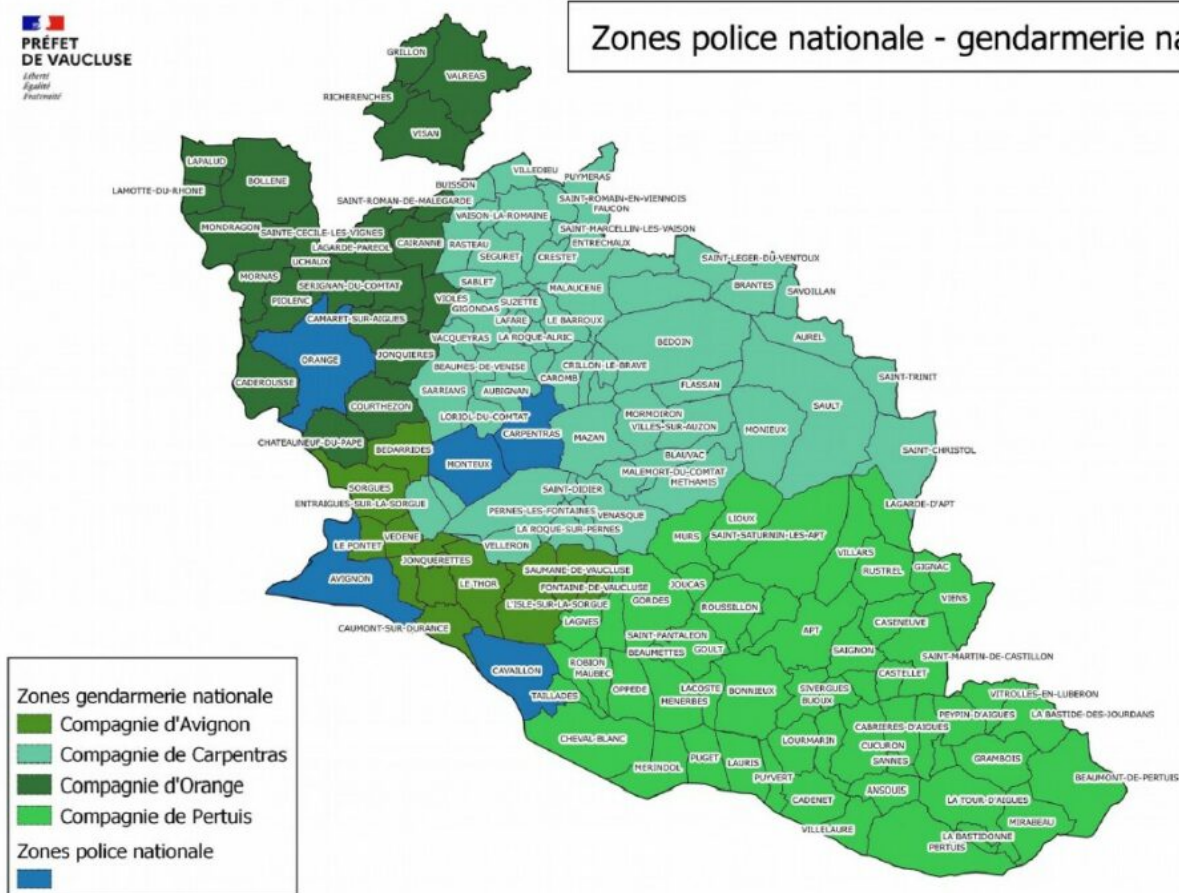 PRÉFET
DE VAUCLUSE
Liberté
Égalité
Fraternité
Zones police nationale - gendarmerie na
GRILLON
VALREAS
RICHERENCHES
VISAN
LAPALUD
BOLLENE
LAMOTTE-DU-RHONE
VILLEDIEU
PUYMERAS
BUISSON
SAINT-ROMAN-DE-MALEGARDE
SAINT-ROMAIN-EN-VIENNOIS
FAUCON
VAISON-LA-ROMAINE
MONDRAGON
SAINTE-CECILE-LES-VIGNES
SAINT-MARCELLIN-LES-VAISON
LAGARDE-PAREOL
CAIRANNE
RASTEAU
ENTRECHAUX
UCHAUX
SEGURET
CRESTET
SAINT-LEGER-DU-VENTOUX
MORNAS
SERIGNAN-DU-COMTAT
SABLET
MALAUCENE
BRANTES
SAVOILLAN
PIOLENC
VIOLES
GIGONDAS
SUZETTE
CAMARET-SUR-AIGUES
LAFARE
LE BARROUX
VACQUEYRAS
LA ROQUE-ALRIC
BEDOIN
AUREL
ORANGE
JONQUIERES
BEAUMES-DE-VENISE
CRILLON-LE-BRAVE
CAROMB
SAINT-TRINIT
CADEROUSSE
SARRIANS
AUBIGNAN
FLASSAN
COURTHEZON
LORIOL-DU-COMTAT
MORMOIRON
SAULT
CARPENTRAS
MAZAN
VILLES-SUR-AUZON
MONIEUX
CHATEAUNEUF-DU-PAPE
BEDARRIDES
SAINT-CHRISTOL
MONTEUX
BLAUVAC
MALEMORT-DU-COMTAT
METHAMIS
SORGUES
SAINT-DIDIER
ENTRAIGUES-SUR-LA-SORGUE
PERNES-LES-FONTAINES
VENASQUE
LAGARDE-D'APT
LA ROQUE-SUR-PERNES
LIOUX
MURS
SAINT-SATURNIN-LES-APT
LE PONTET
VEDENE
VELLERON
VILLARS
JONQUERETTES
SAUMANE-DE-VAUCLUSE
RUSTREL
GIGNAC
AVIGNON
LE THOR
FONTAINE-DE-VAUCLUSE
JOUCAS
GORDES
VIENS
L'ISLE-SUR-LA-SORGUE
ROUSSILLON
LAGNES
CASENEUVE
CAUMONT-SUR-DURANCE
SAINT-PANTALEON
APT
BEAUMETTES
GOULT
SAIGNON
SAINT-MARTIN-DE-CASTILLON
CAVAILLON
ROBION
MAUBEC
CASTELLET
TAILLADES
OPPEDE
LACOSTE
MENERBES
BONNIEUX
SIVERGUES
BUOUX
VITROLLES-EN-LUBERON
PEYPIN-D'AIGUES
LA BASTIDE-DES-JOURDANS
CABRIERES-D'AIGUES
CHEVAL-BLANC
LOURMARIN
CUCURON
SANNES
GRAMBOIS
MERINDOL
PUGET
LAURIS
PUYVERT
BEAUMONT-DE-PERTUIS
ANSOUIS
CADENET
LA TOUR-D'AIGUES
MIRABEAU
VILLELAURE
LA BASTIDONNE
PERTUIS
Zones gendarmerie nationale
Compagnie d'Avignon
Compagnie de Carpentras
Compagnie d'Orange
Compagnie de Pertuis
Zones police nationale